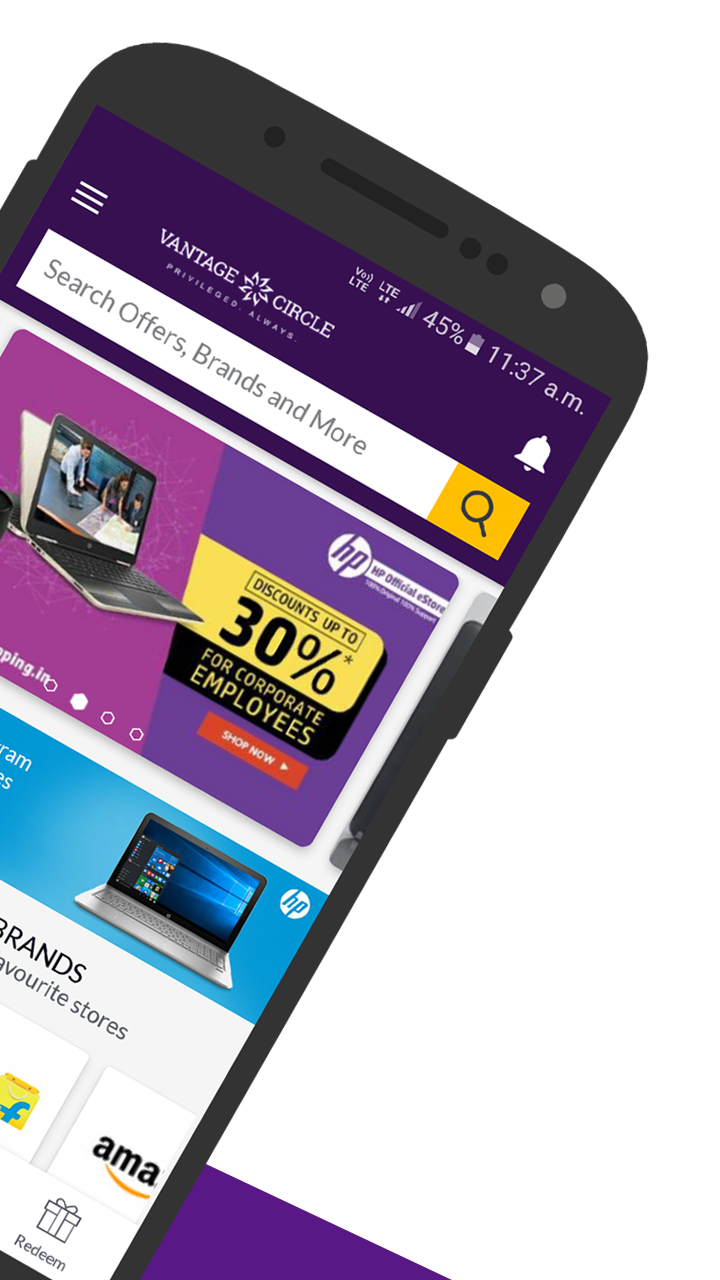 Vo))
LTE
LTE
45%
11:37 a.m.
VANTAGE CIRCLE
PRIVILEGED. ALWAYS.
Search Offers, Brands and More
hp
HP Official eStore
100% Original 100% Support
DISCOUNTS UP TO
30%*
FOR CORPORATE
EMPLOYEES
SHOP NOW
pping.in
ram
es
hp
BRANDS
avourite stores
f
ama
Redeem